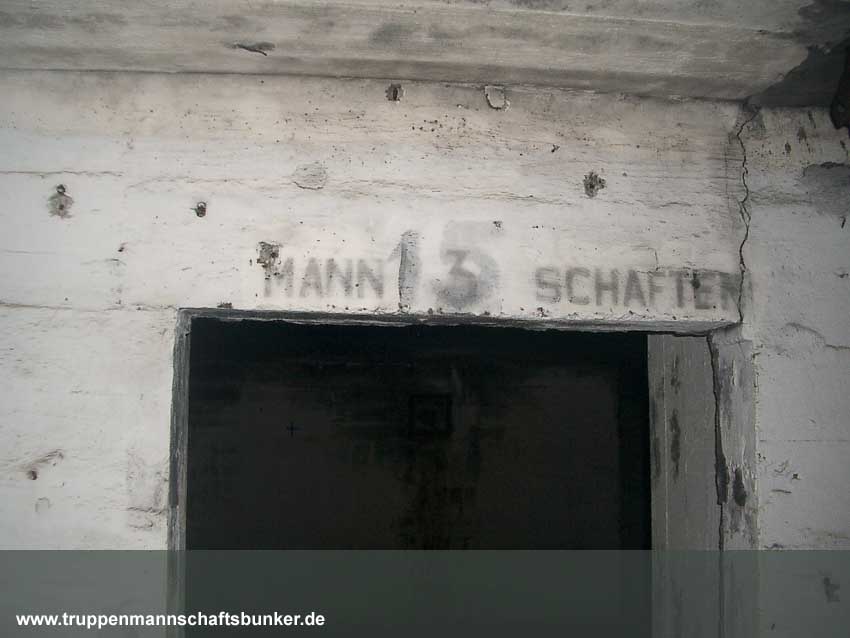 MANN 13 SCHAFTEN
www.truppenmannschaftsbunker.de